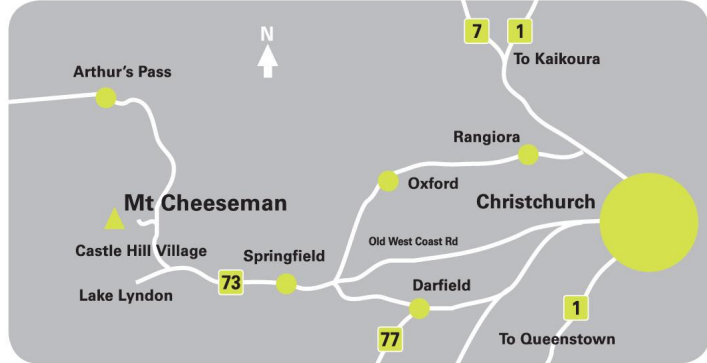 7
1
N
To Kaikoura
Arthur's Pass
Rangiora
Oxford
Mt Cheeseman
Christchurch
Old West Coast Rd
Castle Hill Village
Springfield
73
Darfield
Lake Lyndon
1
77
To Queenstown